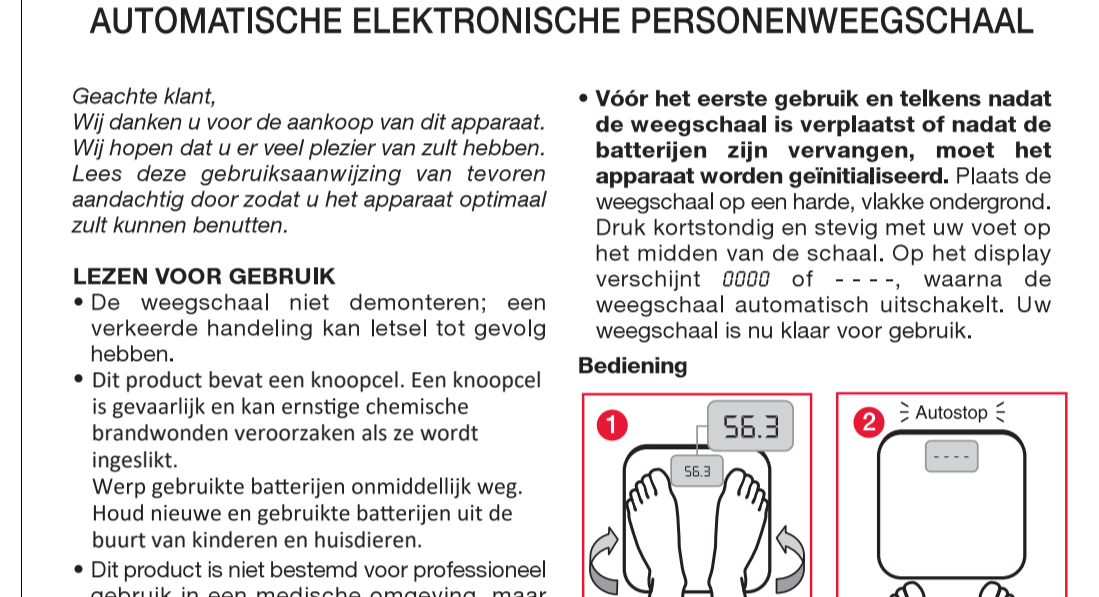 AUTOMATISCHE ELEKTRONISCHE PERSONENWEEGSCHAAL
Geachte klant,
Wij danken u voor de aankoop van dit apparaat.
Wij hopen dat u er veel plezier van zult hebben.
Lees deze gebruiksaanwijzing van tevoren
aandachtig door zodat u het apparaat optimaal
zult kunnen benutten.
LEZEN VOOR GEBRUIK
• De weegschaal niet demonteren; een
verkeerde handeling kan letsel tot gevolg
hebben.
• Dit product bevat een knoopcel. Een knoopcel
is gevaarlijk en kan ernstige chemische
brandwonden veroorzaken als ze wordt
ingeslikt.
Werp gebruikte batterijen onmiddellijk weg.
Houd nieuwe en gebruikte batterijen uit de
buurt van kinderen en huisdieren.
• Dit product is niet bestemd voor professioneel
gebruik in een medische omgeving, maar
• Vóór het eerste gebruik en telkens nadat
de weegschaal is verplaatst of nadat de
batterijen zijn vervangen, moet het
apparaat worden geïnitialiseerd. Plaats de
weegschaal op een harde, vlakke ondergrond.
Druk kortstondig en stevig met uw voet op
het midden van de schaal. Op het display
verschijnt 0000 of - - - -, waarna de
weegschaal automatisch uitschakelt. Uw
weegschaal is nu klaar voor gebruik.
Bediening
1
56.3
56.3
2
Autostop
- - - -